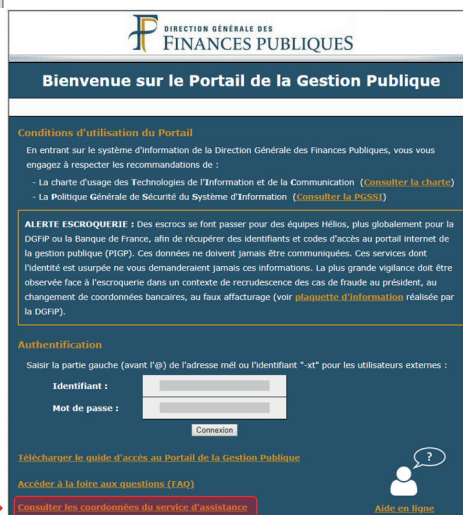 DIRECTION GÉNÉRALE DES
FINANCES PUBLIQUES
Bienvenue sur le Portail de la Gestion Publique
Conditions d'utilisation du Portail
En entrant sur le système d'information de la Direction Générale des Finances Publiques, vous vous
engagez à respecter les recommandations de :
- La charte d'usage des Technologies de l'Information et de la Communication (Consulter la charte)
- La Politique Générale de Sécurité du Système d'Information (Consulter la PGSSI)
ALERTE ESCROQUERIE : Des escrocs se font passer pour des équipes Hélios, plus globalement pour la
DGFiP ou la Banque de France, afin de récupérer des identifiants et codes d'accès au portail internet de
la gestion publique (PIGP). Ces données ne doivent jamais être communiquées. Ces services dont
l'identité est usurpée ne vous demanderaient jamais ces informations. La plus grande vigilance doit être
observée face à l'escroquerie dans un contexte de recrudescence des cas de fraude au président, au
changement de coordonnées bancaires, au faux affacturage (voir plaquette d'information réalisée par
la DGFiP).
Authentification
Saisir la partie gauche (avant l'@) de l'adresse mél ou l'identifiant "-xt" pour les utilisateurs externes :
Identifiant :
Mot de passe :
Connexion
Télécharger le guide d'accès au Portail de la Gestion Publique
?
Accéder à la foire aux questions (FAQ)
Consulter les coordonnées du service d'assistance
Aide en ligne